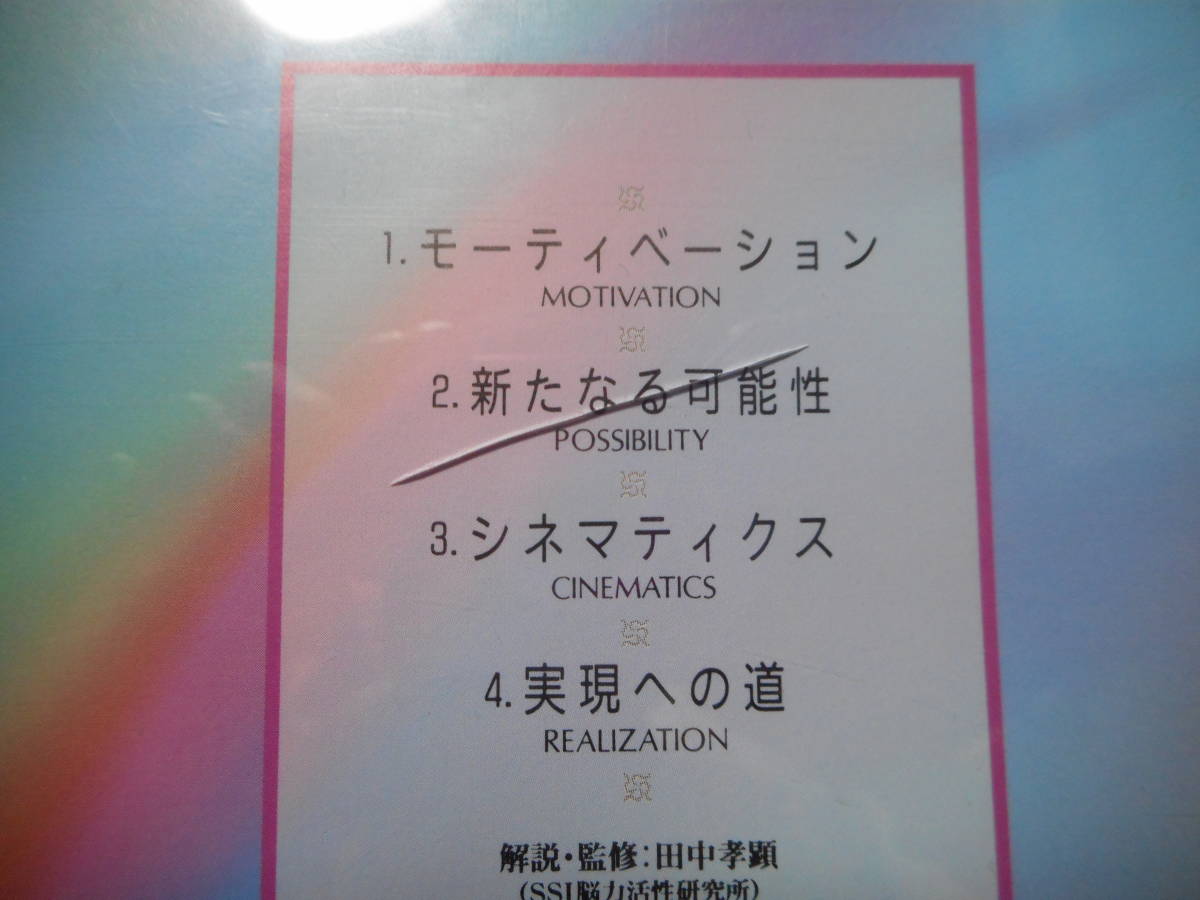 1.モーティベーション
MOTIVATION
2.新たなる可能性
POSSIBILITY
3.シネマティクス
CINEMATICS
4.実現への道
REALIZATION
解説・監修:田中孝顕
(SSI脳力活性研究所)